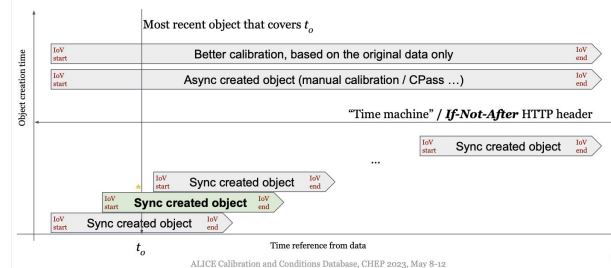 Most recent object that covers to
Object creation time
IoV start Better calibration, based on the original data only IoV end
IoV start Async created object (manual calibration / CPass ...) IoV end
"Time machine" / If-Not-After HTTP header
IoV start Sync created object IoV end
...
IoV start Sync created object IoV end
IoV start Sync created object IoV end
IoV start Sync created object IoV end
to
Time reference from data
ALICE Calibration and Conditions Database, CHEP 2023, May 8-12